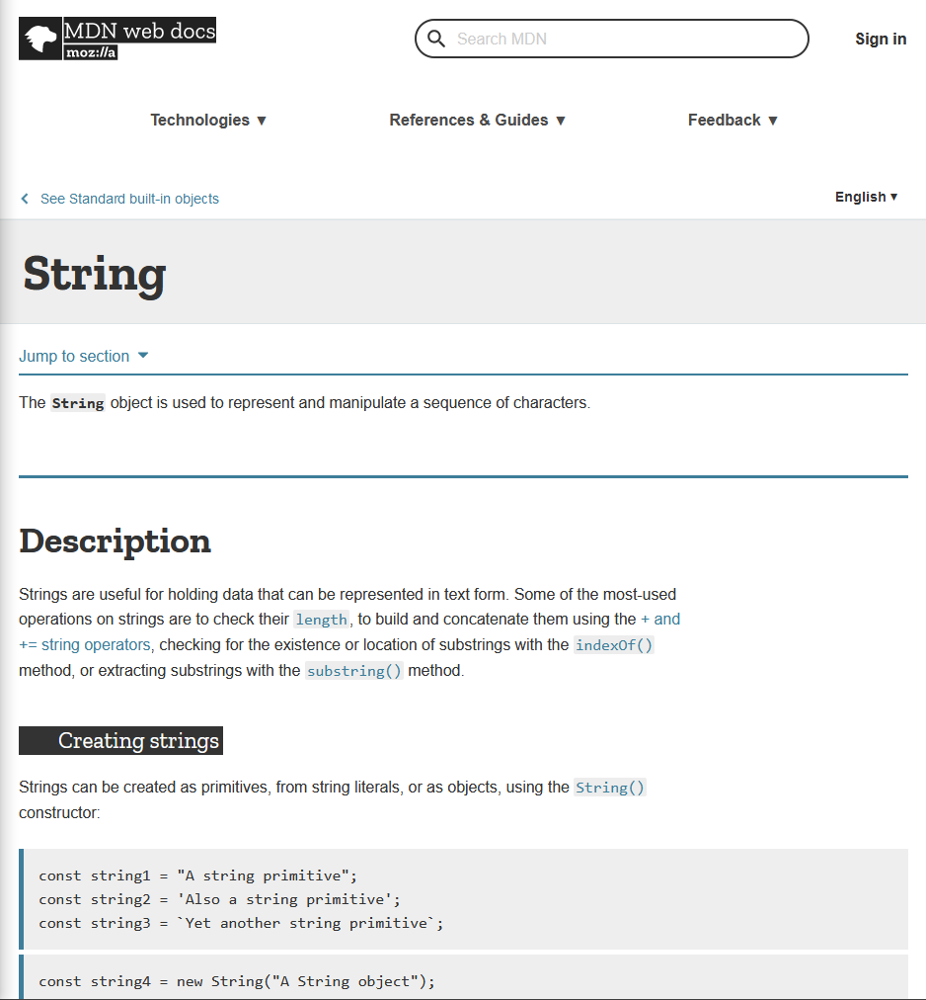 MDN web docs
moz://a
Search MDN
Sign in
Technologies ▼
References & Guides ▼
Feedback ▼
See Standard built-in objects
English ▼
String
Jump to section
The String object is used to represent and manipulate a sequence of characters.
Description
Strings are useful for holding data that can be represented in text form. Some of the most-used
operations on strings are to check their length, to build and concatenate them using the + and
+= string operators, checking for the existence or location of substrings with the indexOf()
method, or extracting substrings with the substring() method.
Creating strings
Strings can be created as primitives, from string literals, or as objects, using the String()
constructor:
const string1 = "A string primitive";
const string2 = 'Also a string primitive';
const string3 = `Yet another string primitive`;
const string4 = new String("A String object");